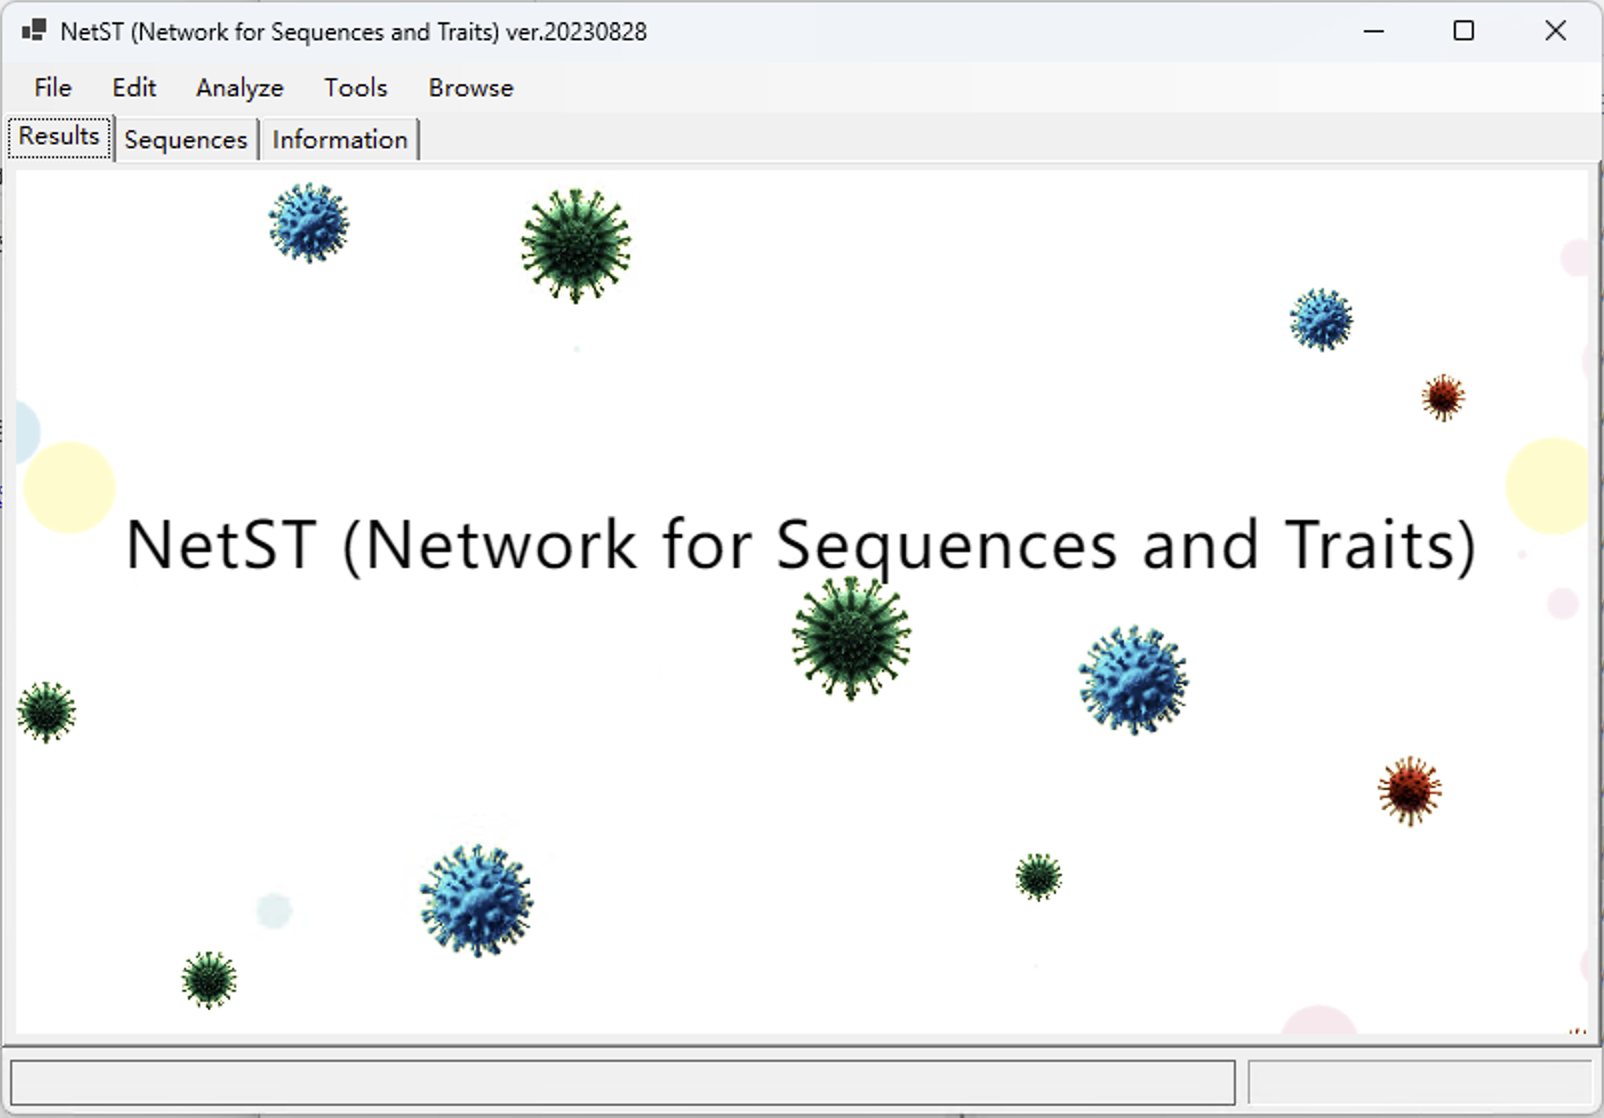 NetST (Network for Sequences and Traits) ver.20230828
File Edit Analyze Tools Browse
Results Sequences Information
NetST (Network for Sequences and Traits)